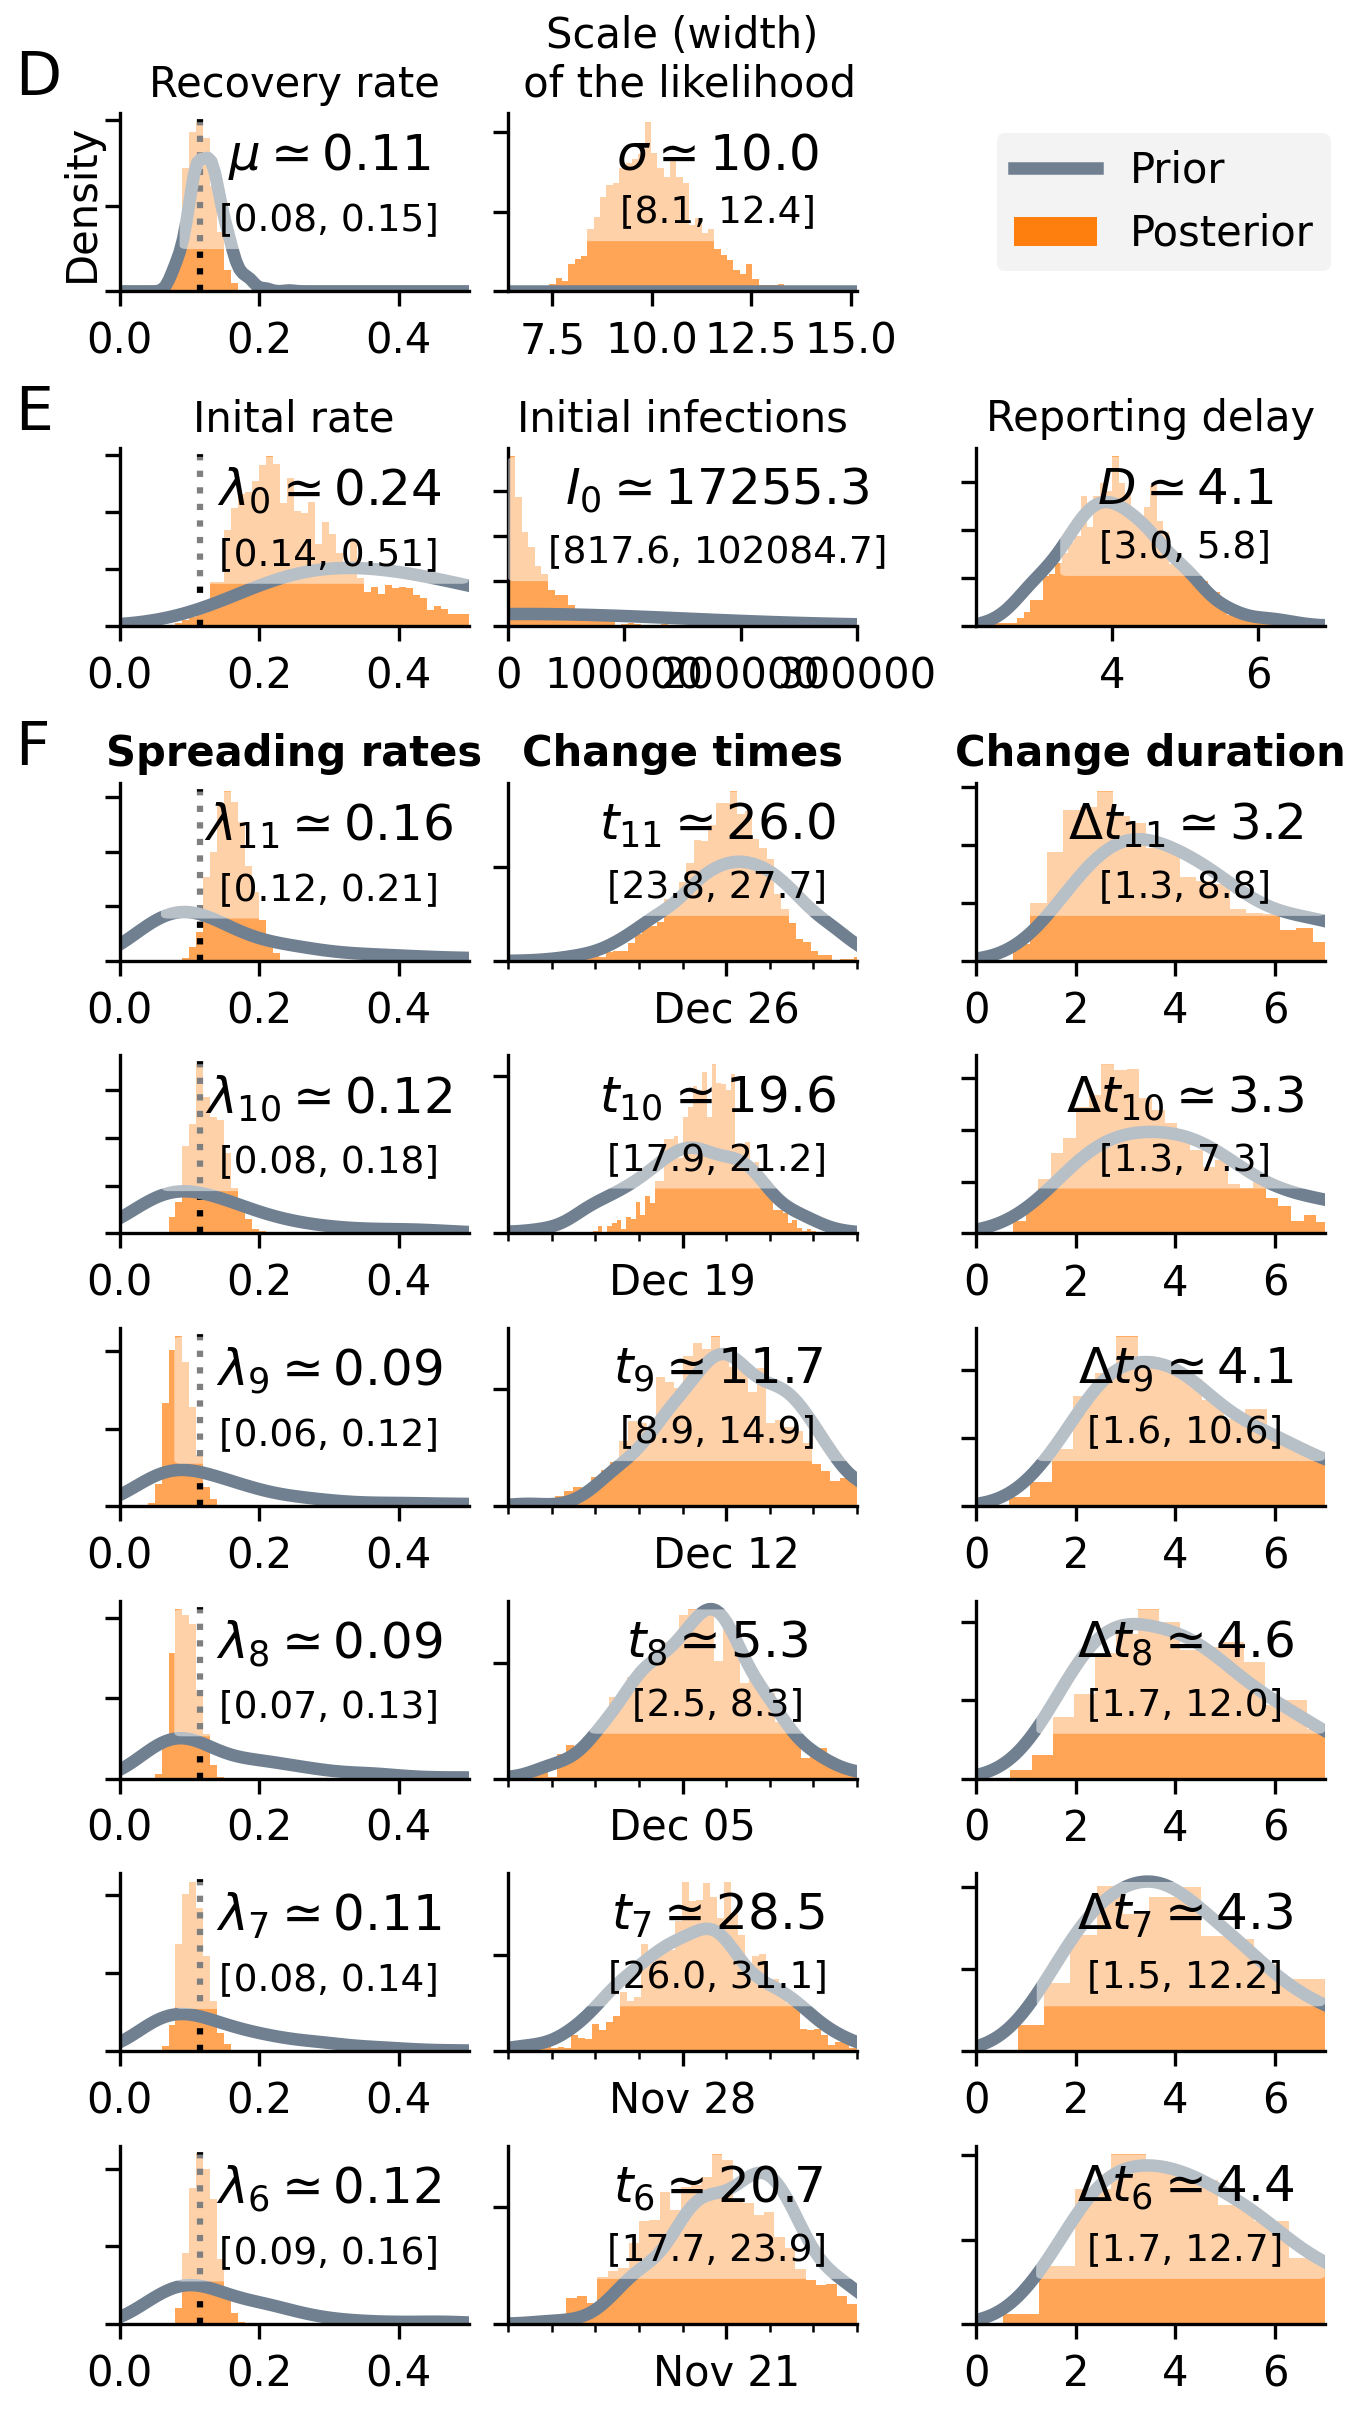 D
Recovery rate
Scale (width)
of the likelihood
Density
μ ≃ 0.11
[0.08, 0.15]
σ ≃ 10.0
[8.1, 12.4]
Prior
Posterior
0.0 0.2 0.4
7.5 10.0 12.5 15.0
E
Inital rate
Initial infections
Reporting delay
λ0 ≃ 0.24
[0.14, 0.51]
I0 ≃ 17255.3
[817.6, 102084.7]
D ≃ 4.1
[3.0, 5.8]
0.0 0.2 0.4
0 100000 200000 300000
4 6
F
Spreading rates
Change times
Change duration
λ11 ≃ 0.16
[0.12, 0.21]
t11 ≃ 26.0
[23.8, 27.7]
Δt11 ≃ 3.2
[1.3, 8.8]
0.0 0.2 0.4
Dec 26
0 2 4 6
λ10 ≃ 0.12
[0.08, 0.18]
t10 ≃ 19.6
[17.9, 21.2]
Δt10 ≃ 3.3
[1.3, 7.3]
0.0 0.2 0.4
Dec 19
0 2 4 6
λ9 ≃ 0.09
[0.06, 0.12]
t9 ≃ 11.7
[8.9, 14.9]
Δt9 ≃ 4.1
[1.6, 10.6]
0.0 0.2 0.4
Dec 12
0 2 4 6
λ8 ≃ 0.09
[0.07, 0.13]
t8 ≃ 5.3
[2.5, 8.3]
Δt8 ≃ 4.6
[1.7, 12.0]
0.0 0.2 0.4
Dec 05
0 2 4 6
λ7 ≃ 0.11
[0.08, 0.14]
t7 ≃ 28.5
[26.0, 31.1]
Δt7 ≃ 4.3
[1.5, 12.2]
0.0 0.2 0.4
Nov 28
0 2 4 6
λ6 ≃ 0.12
[0.09, 0.16]
t6 ≃ 20.7
[17.7, 23.9]
Δt6 ≃ 4.4
[1.7, 12.7]
0.0 0.2 0.4
Nov 21
0 2 4 6